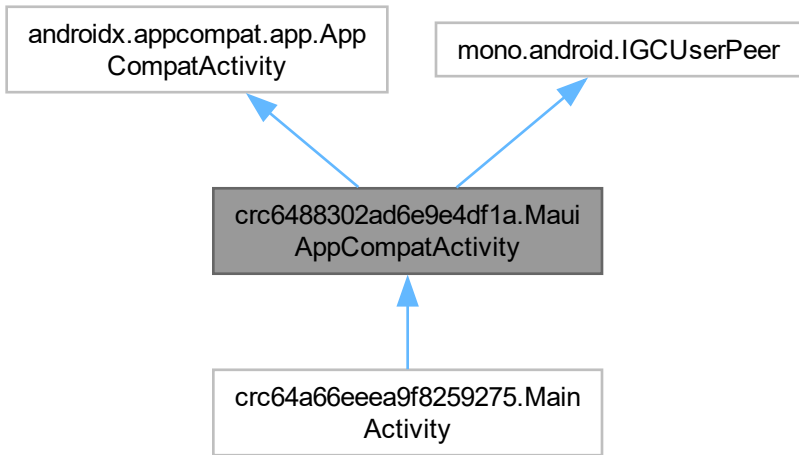 androidx.appcompat.app.App
CompatActivity
mono.android.IGCUserPeer
crc6488302ad6e9e4df1a.Maui
AppCompatActivity
crc64a66eeea9f8259275.Main
Activity